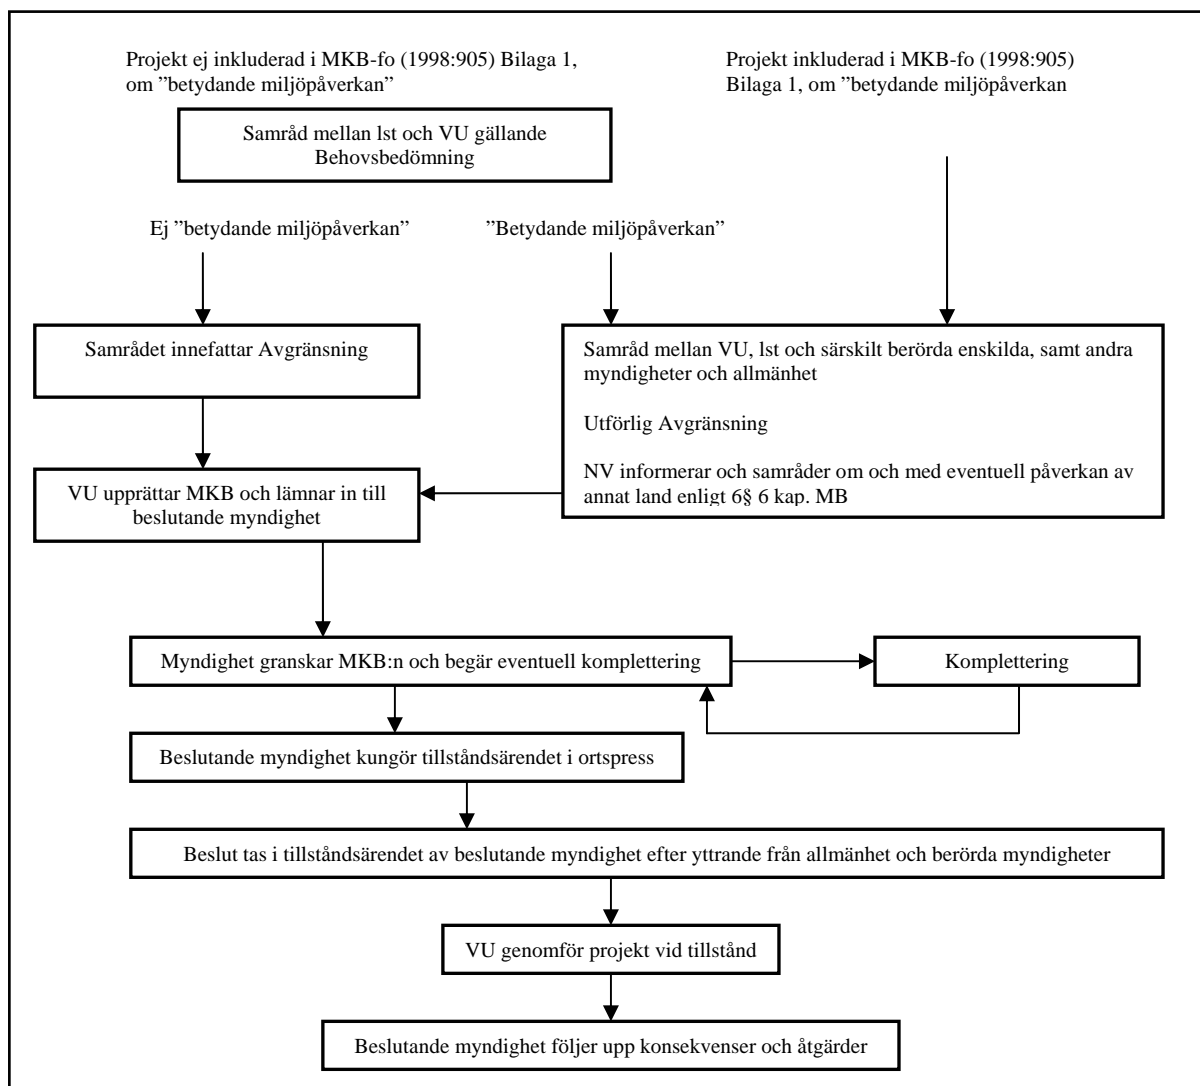 Projekt ej inkluderad i MKB-fo (1998:905) Bilaga 1,
om ”betydande miljöpåverkan”
Projekt inkluderad i MKB-fo (1998:905)
Bilaga 1, om ”betydande miljöpåverkan
Samråd mellan lst och VU gällande
Behovsbedömning
Ej ”betydande miljöpåverkan”
”Betydande miljöpåverkan”
Samrådet innefattar Avgränsning
Samråd mellan VU, lst och särskilt berörda enskilda, samt andra
myndigheter och allmänhet
Utförlig Avgränsning
NV informerar och samråder om och med eventuell påverkan av
annat land enligt 6§ 6 kap. MB
VU upprättar MKB och lämnar in till
beslutande myndighet
Myndighet granskar MKB:n och begär eventuell komplettering
Komplettering
Beslutande myndighet kungör tillståndsärendet i ortspress
Beslut tas i tillståndsärendet av beslutande myndighet efter yttrande från allmänhet och berörda myndigheter
VU genomför projekt vid tillstånd
Beslutande myndighet följer upp konsekvenser och åtgärder